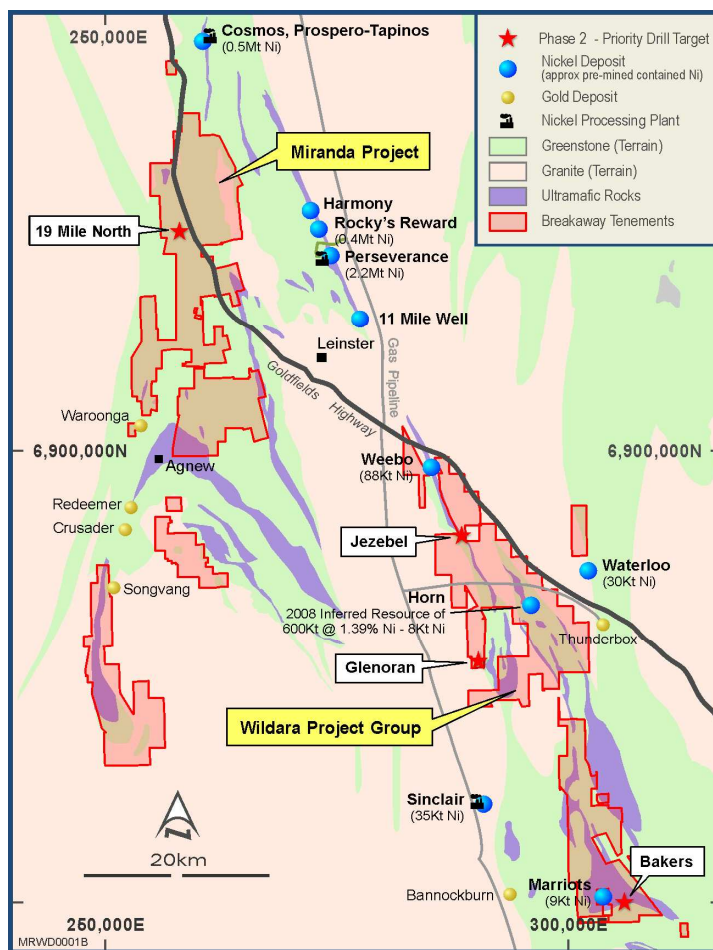 250,000E
Cosmos, Prospero-Tapinos
(0.5Mt Ni)
Phase 2 - Priority Drill Target
Nickel Deposit
(approx pre-mined contained Ni)
Gold Deposit
Nickel Processing Plant
Greenstone (Terrain)
Granite (Terrain)
Ultramafic Rocks
Breakaway Tenements
Miranda Project
Harmony
19 Mile North
Rocky's Reward
(0.4Mt Ni)
Perseverance
(2.2Mt Ni)
11 Mile Well
Leinster
Gas Pipeline
Goldfields Highway
Waroonga
6,900,000N
6,900,000N
Agnew
Weebo
(88Kt Ni)
Redeemer
Crusader
Jezebel
Waterloo
(30Kt Ni)
Songvang
Horn
2008 Inferred Resource of
600Kt @ 1.39% Ni - 8Kt Ni
Thunderbox
Glenoran
Wildara Project Group
Sinclair
(35Kt Ni)
N
20km
Bakers
Bannockburn
Marriots
(9Kt Ni)
250,000E
300,000E
MRWD0001B